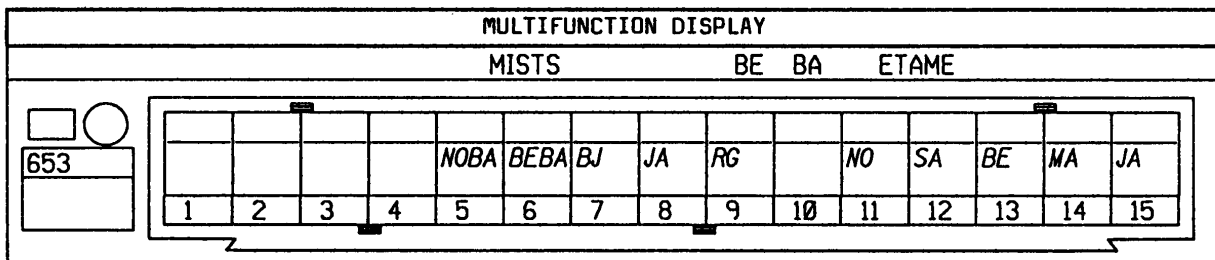 MULTIFUNCTION DISPLAY
MISTS BE BA ETAME
653
NOBA BEBA BJ JA RG NO SA BE MA JA
1 2 3 4 5 6 7 8 9 10 11 12 13 14 15